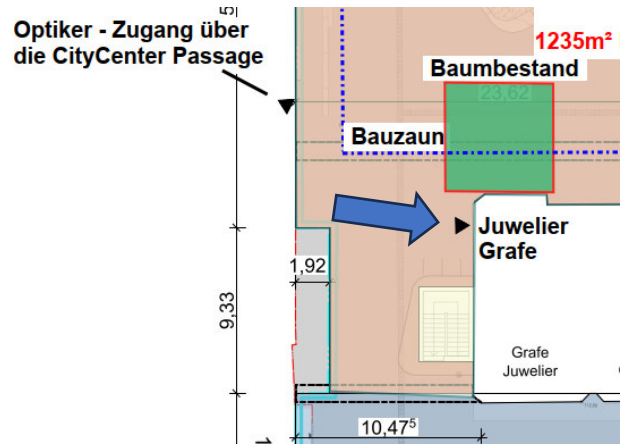 5
Optiker - Zugang über
die CityCenter Passage
1235m²
Baumbestand
23,62
Bauzaun
Juwelier
Grafe
1,92
9,33
Grafe
Juwelier
10,47⁵